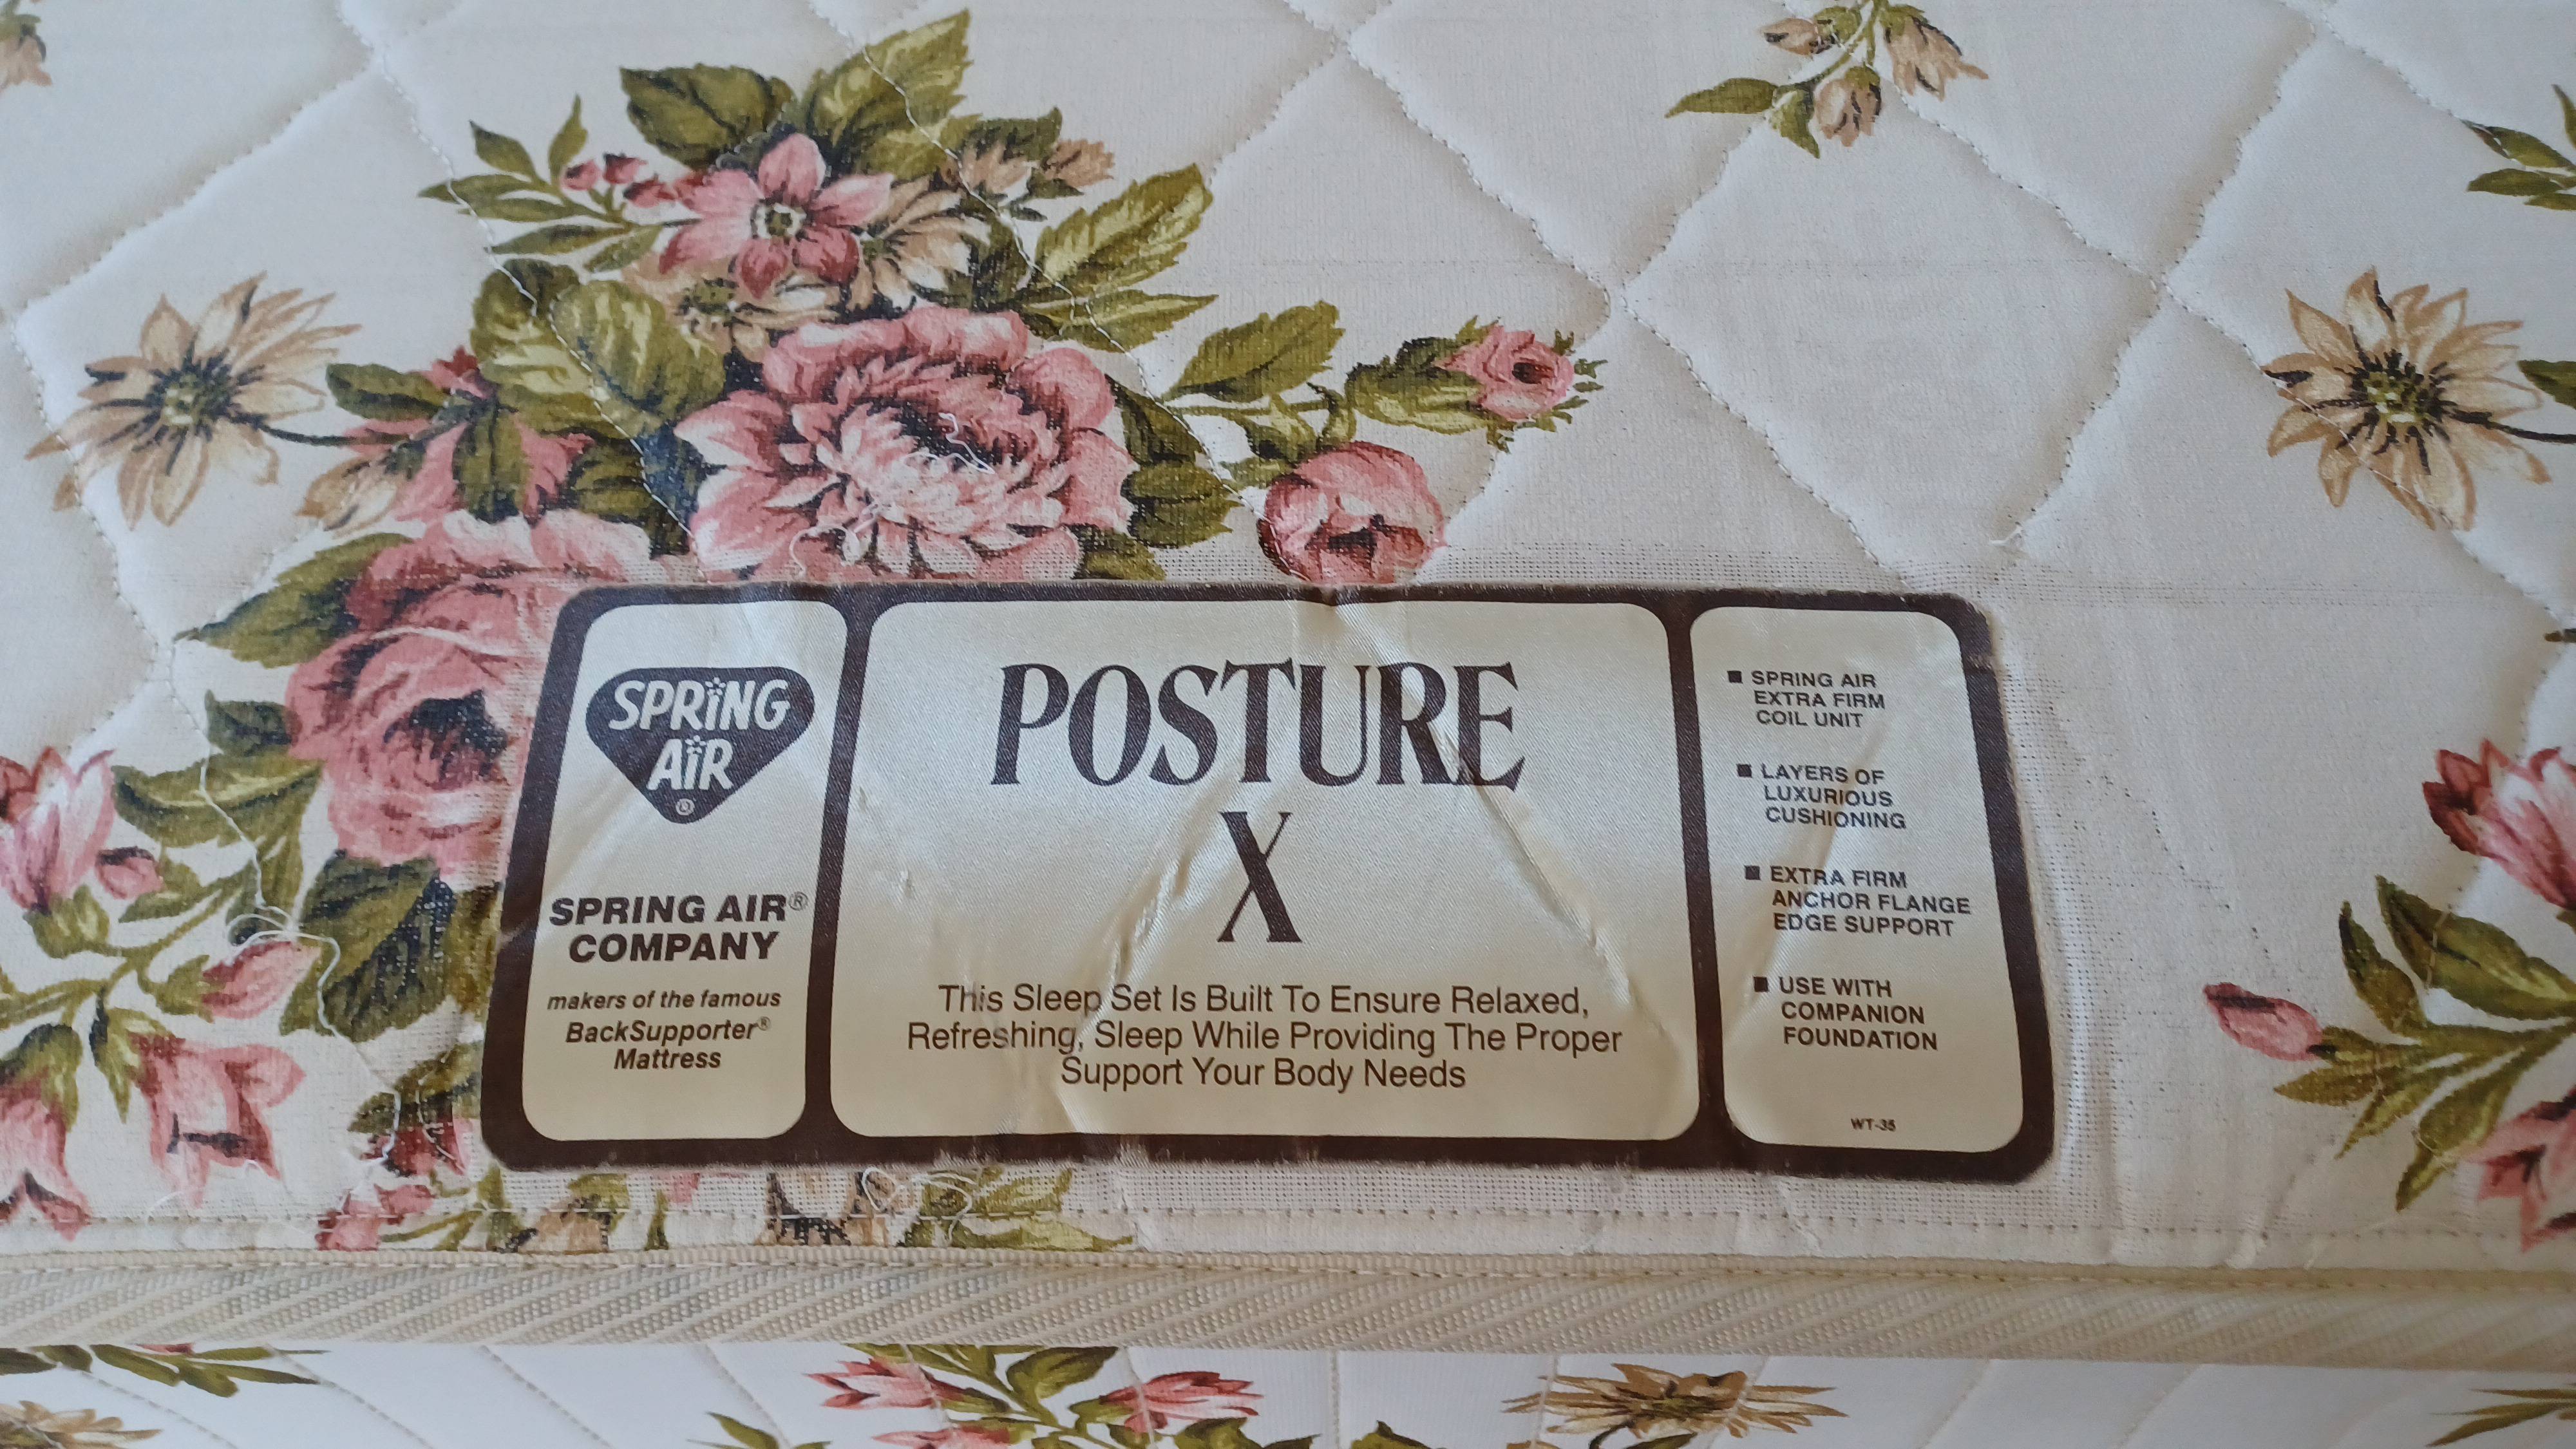 SPRING
AIR
®
SPRING AIR®
COMPANY
makers of the famous
BackSupporter®
Mattress
POSTURE
X
This Sleep Set Is Built To Ensure Relaxed,
Refreshing, Sleep While Providing The Proper
Support Your Body Needs
■ SPRING AIR
EXTRA FIRM
COIL UNIT
■ LAYERS OF
LUXURIOUS
CUSHIONING
■ EXTRA FIRM
ANCHOR FLANGE
EDGE SUPPORT
■ USE WITH
COMPANION
FOUNDATION
WT-35